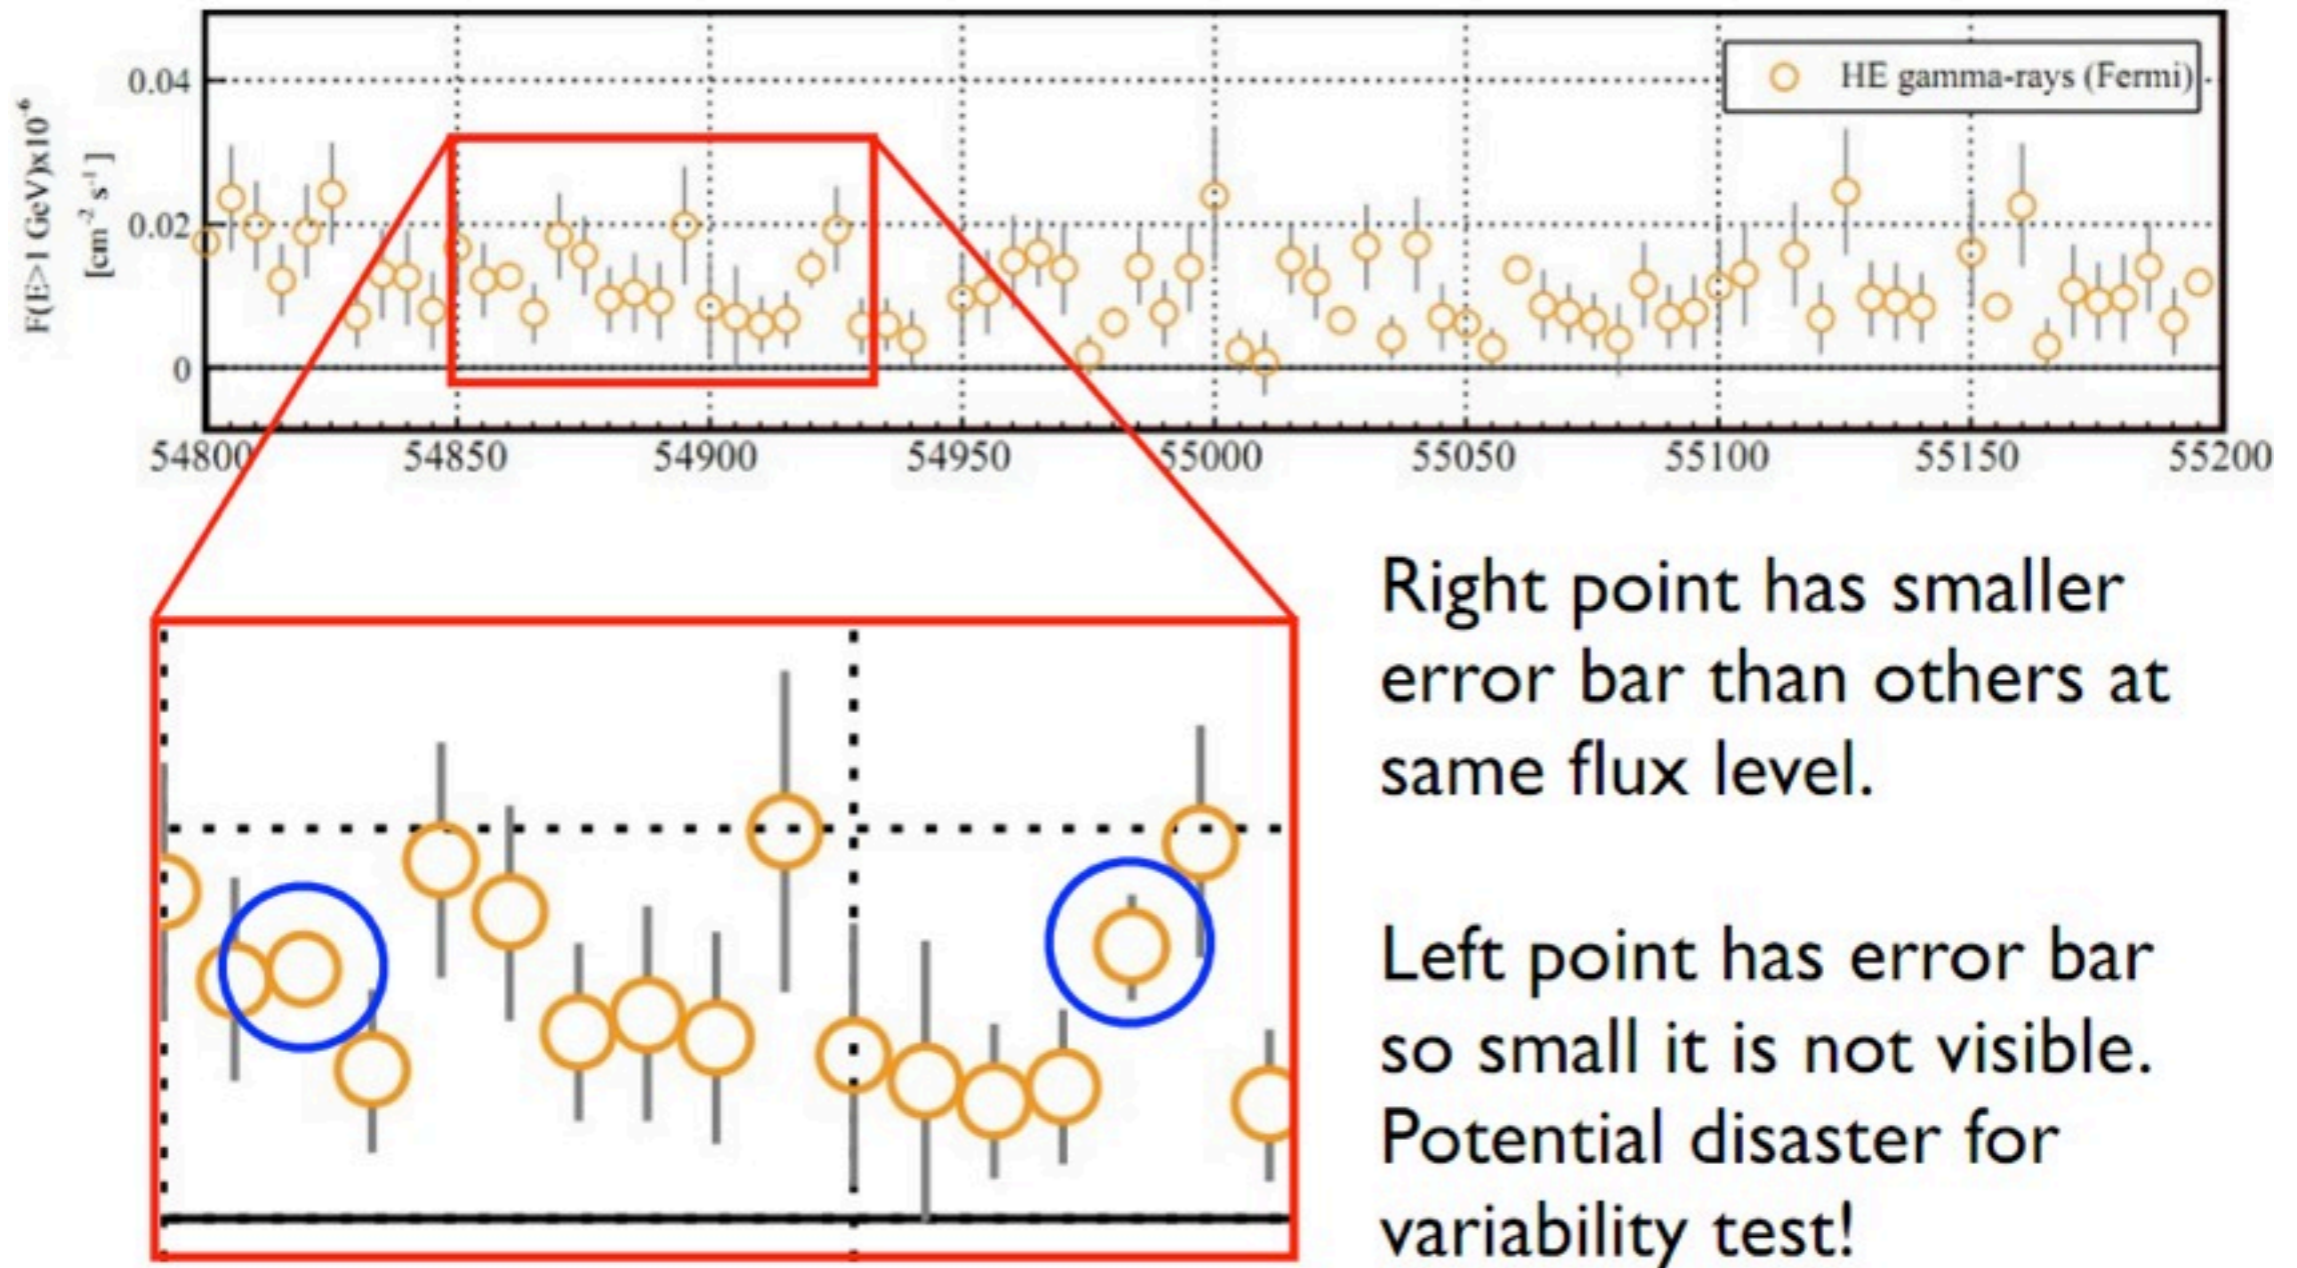 F(E>1 GeV)x10⁻⁶
[cm⁻² s⁻¹]
0.04
0.02
0
HE gamma-rays (Fermi)
54800 54850 54900 54950 55000 55050 55100 55150 55200
Right point has smaller
error bar than others at
same flux level.
Left point has error bar
so small it is not visible.
Potential disaster for
variability test!